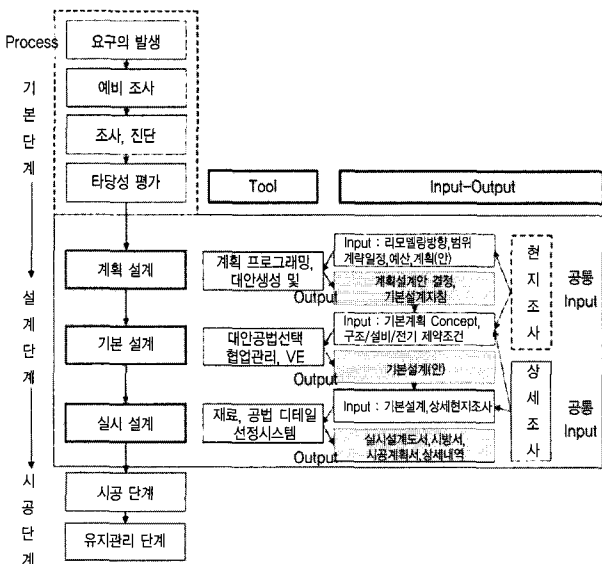 Process
요구의 발생
예비 조사
조사, 진단
타당성 평가
기
본
단
계
Tool
Input-Output
계획 설계
계획 프로그래밍,
대안생성 및
Input : 리모델링방향,범위
계략일정,예산,계획(안)
Output
계획설계안 결정,
기본설계지침
현
지
조
사
공통
Input
설
계
단
계
기본 설계
대안공법선택
협업관리, VE
Input : 기본계획 Concept,
구조/설비/전기 제약조건
Output
기본설계(안)
실시 설계
재료, 공법 디테일
선정시스템
Input : 기본설계,상세현지조사
Output
실시설계도서,시방서,
시공계획서,상세내역
상
세
조
사
공통
Input
시
공
단
계
시공 단계
유지관리 단계